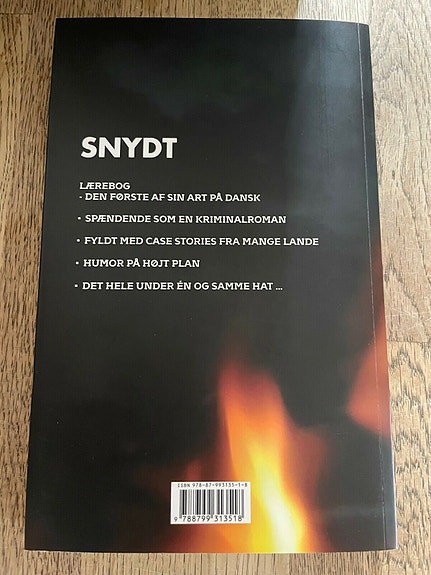 SNYDT
LÆREBOG
- DEN FØRSTE AF SIN ART PÅ DANSK
• SPÆNDENDE SOM EN KRIMINALROMAN
• FYLDT MED CASE STORIES FRA MANGE LANDE
• HUMOR PÅ HØJT PLAN
• DET HELE UNDER ÉN OG SAMME HAT ...
ISBN 978-87-993135-1-8
9 788799 313518